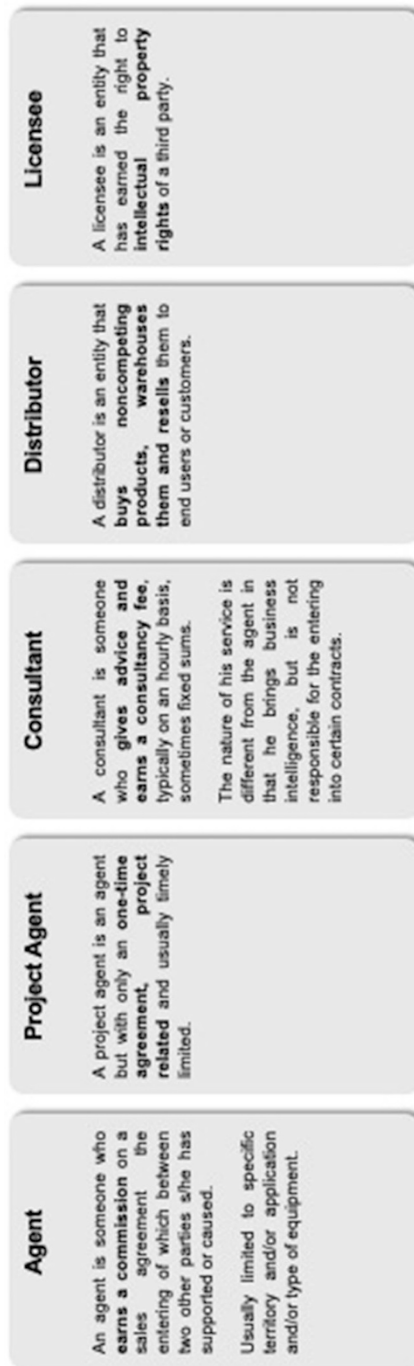 Agent
An agent is someone who
earns a commission on a
sales agreement the
entering of which between
two other parties s/he has
supported or caused.
Usually limited to specific
territory and/or application
and/or type of equipment.
Project Agent
A project agent is an agent
but with only an one-time
agreement, project
related and usually timely
limited.
Consultant
A consultant is someone
who gives advice and
earns a consultancy fee,
typically on an hourly basis,
sometimes fixed sums.
The nature of his service is
different from the agent in
that he brings business
intelligence, but is not
responsible for the entering
into certain contracts.
Distributor
A distributor is an entity that
buys noncompeting
products, warehouses
them and resells them to
end users or customers.
Licensee
A licensee is an entity that
has earned the right to
intellectual property
rights of a third party.